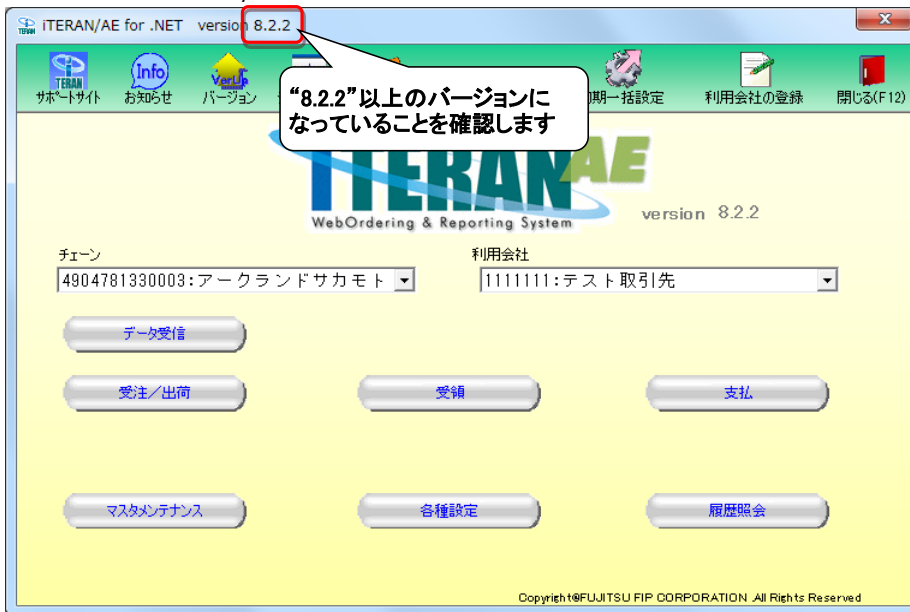 iTERAN/AE for .NET version 8.2.2
TERAN
サポートサイト
Info
お知らせ
VerUp
バージョン
期一括設定
利用会社の登録
閉じる(F12)
“8.2.2”以上のバージョンに
なっていることを確認します
iTERAN AE
WebOrdering & Reporting System
version 8.2.2
チェーン
利用会社
4904781330003:アークランドサカモト
1111111:テスト取引先
データ受信
受注／出荷
受領
支払
マスタメンテナンス
各種設定
履歴照会
Copyright@FUJITSU FIP CORPORATION .All Rights Reserved